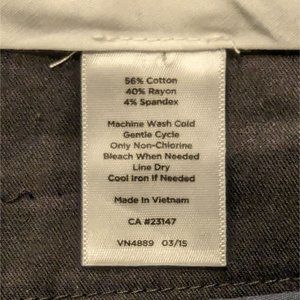 56% Cotton
40% Rayon
4% Spandex
Machine Wash Cold
Gentle Cycle
Only Non-Chlorine
Bleach When Needed
Line Dry
Cool Iron If Needed
Made In Vietnam
CA #23147
VN4889 03/15